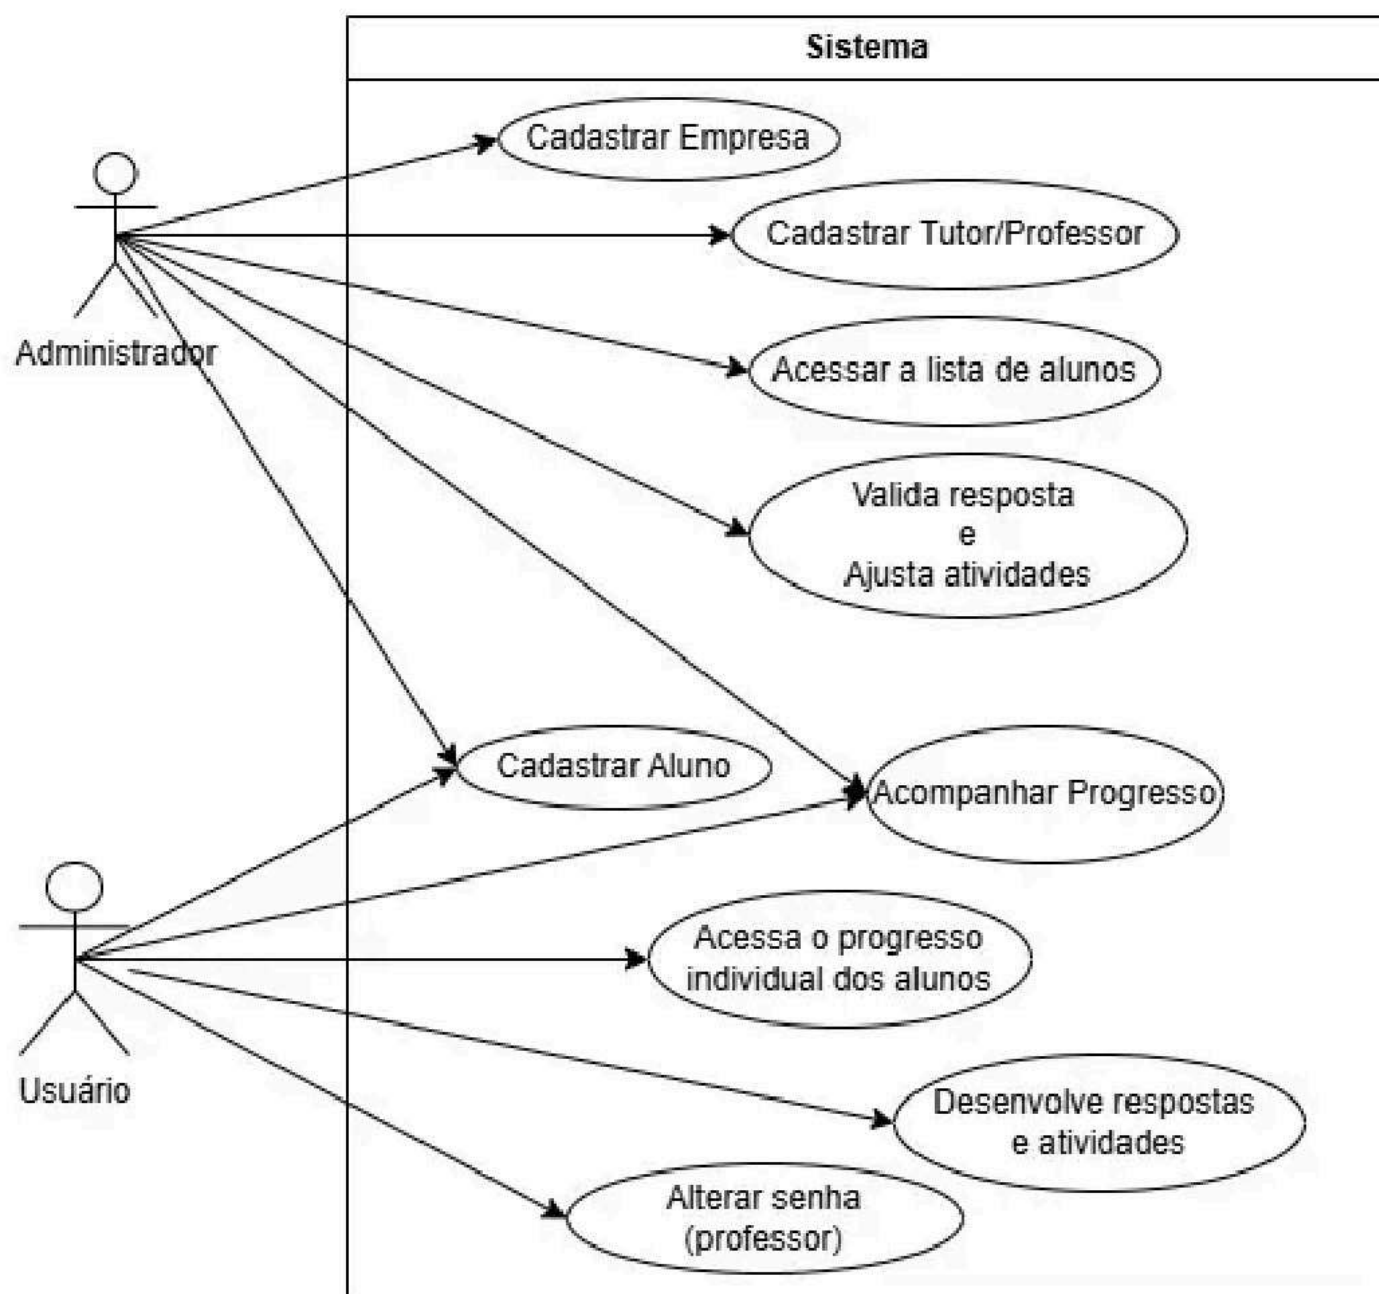 Sistema
Cadastrar Empresa
Cadastrar Tutor/Professor
Administrador
Acessar a lista de alunos
Valida resposta
e
Ajusta atividades
Cadastrar Aluno
Acompanhar Progresso
Acessa o progresso
individual dos alunos
Usuário
Desenvolve respostas
e atividades
Alterar senha
(professor)